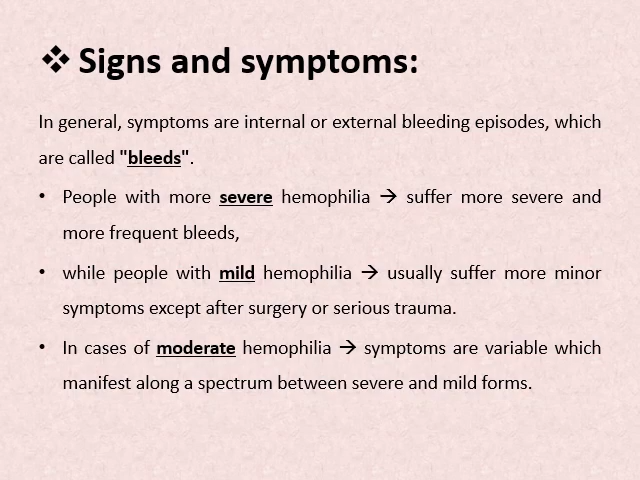 ❖ Signs and symptoms:
In general, symptoms are internal or external bleeding episodes, which
are called "bleeds".
• People with more severe hemophilia → suffer more severe and
more frequent bleeds,
• while people with mild hemophilia → usually suffer more minor
symptoms except after surgery or serious trauma.
• In cases of moderate hemophilia → symptoms are variable which
manifest along a spectrum between severe and mild forms.